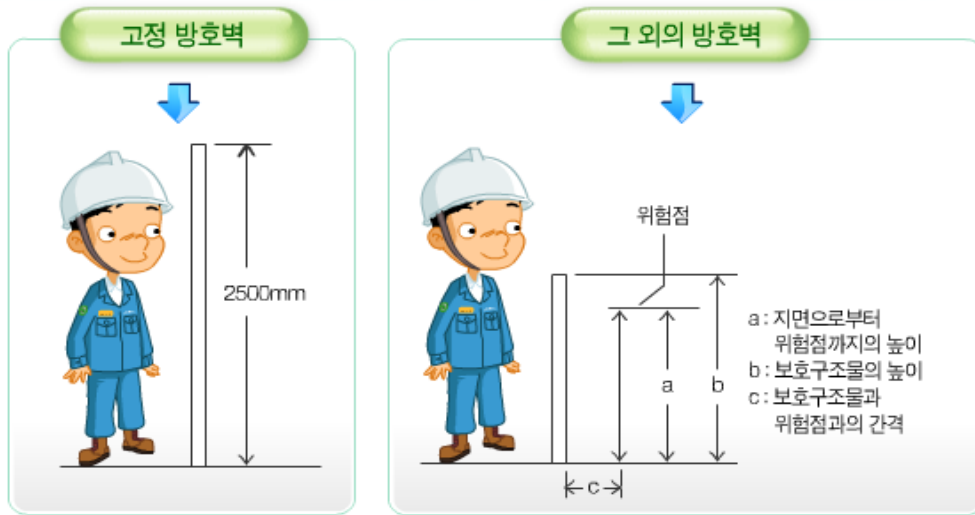 고정 방호벽
2500mm
그 외의 방호벽
위험점
a
b
c
a : 지면으로부터
위험점까지의 높이
b : 보호구조물의 높이
c : 보호구조물과
위험점과의 간격